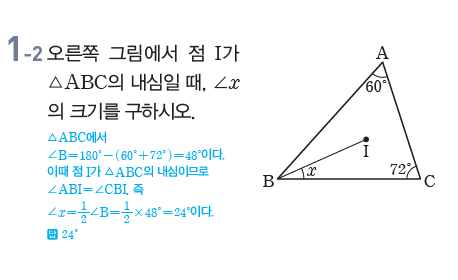 1-2 오른쪽 그림에서 점 I가
△ABC의 내심일 때, ∠x
의 크기를 구하시오.
△ABC에서
∠B=180°-(60°+72°)=48°이다.
이때 점 I가 △ABC의 내심이므로
∠ABI=∠CBI, 즉
∠x=1/2∠B=1/2×48°=24°이다.
답 24°
A
60°
I
B
x
72°
C